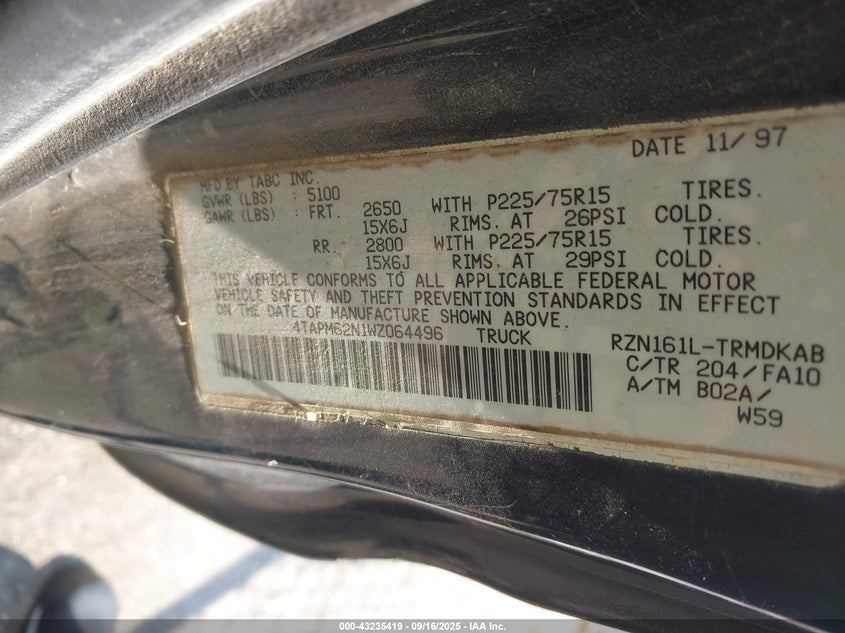 DATE 11/97
MFD.BY TABC INC.
GVWR (LBS) : 5100
GAWR (LBS) : FRT. 2650 WITH P225/75R15 TIRES.
15X6J RIMS. AT 26PSI COLD.
RR. 2800 WITH P225/75R15 TIRES.
15X6J RIMS. AT 29PSI COLD.
THIS VEHICLE CONFORMS TO ALL APPLICABLE FEDERAL MOTOR
VEHICLE SAFETY AND THEFT PREVENTION STANDARDS IN EFFECT
ON THE DATE OF MANUFACTURE SHOWN ABOVE.
4TAPM62N1WZ064496 TRUCK RZN161L-TRMDKAB
C/TR 204/FA10
A/TM B02A/
W59
000-43235419 - 09/16/2025 - IAA Inc.